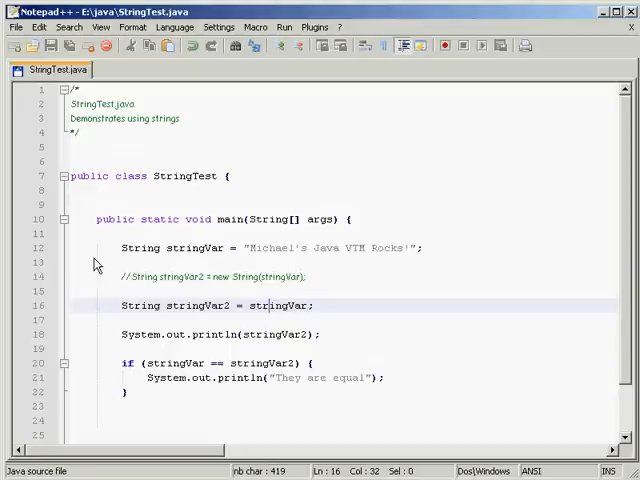 Notepad++ - E:\java\StringTest.java
File Edit Search View Format Language Settings Macro Run Plugins ?
StringTest.java
1 /*
2 StringTest.java
3 Demonstrates using strings
4 */
5
6
7 public class StringTest {
8
9
10 public static void main(String[] args) {
11
12 String stringVar = "Michael's Java VTM Rocks!";
13
14 //String stringVar2 = new String(stringVar);
15
16 String stringVar2 = stringVar;
17
18 System.out.println(stringVar2);
19
20 if (stringVar == stringVar2) {
21 System.out.println("They are equal");
22 }
23
24
25
Java source file nb char : 419 Ln : 16 Col : 32 Sel : 0 Dos\Windows ANSI INS